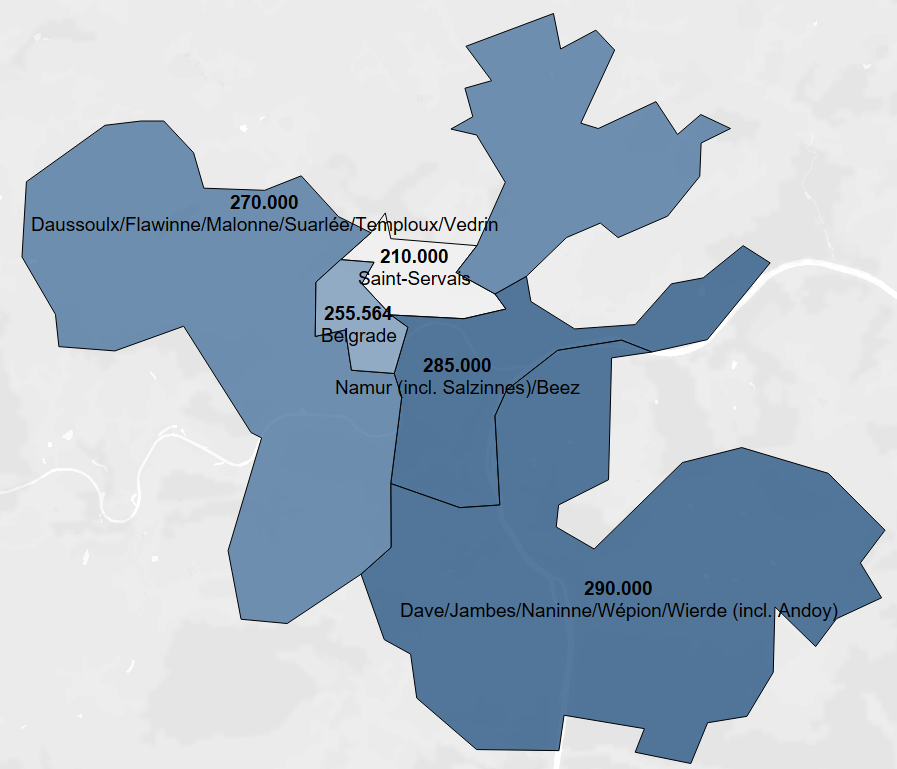 270.000
Daussoulx/Flawinne/Malonne/Suarlée/Temploux/Vedrin
210.000
Saint-Servais
255.564
Belgrade
285.000
Namur (incl. Salzinnes)/Beez
290.000
Dave/Jambes/Naninne/Wépion/Wierde (incl. Andoy)